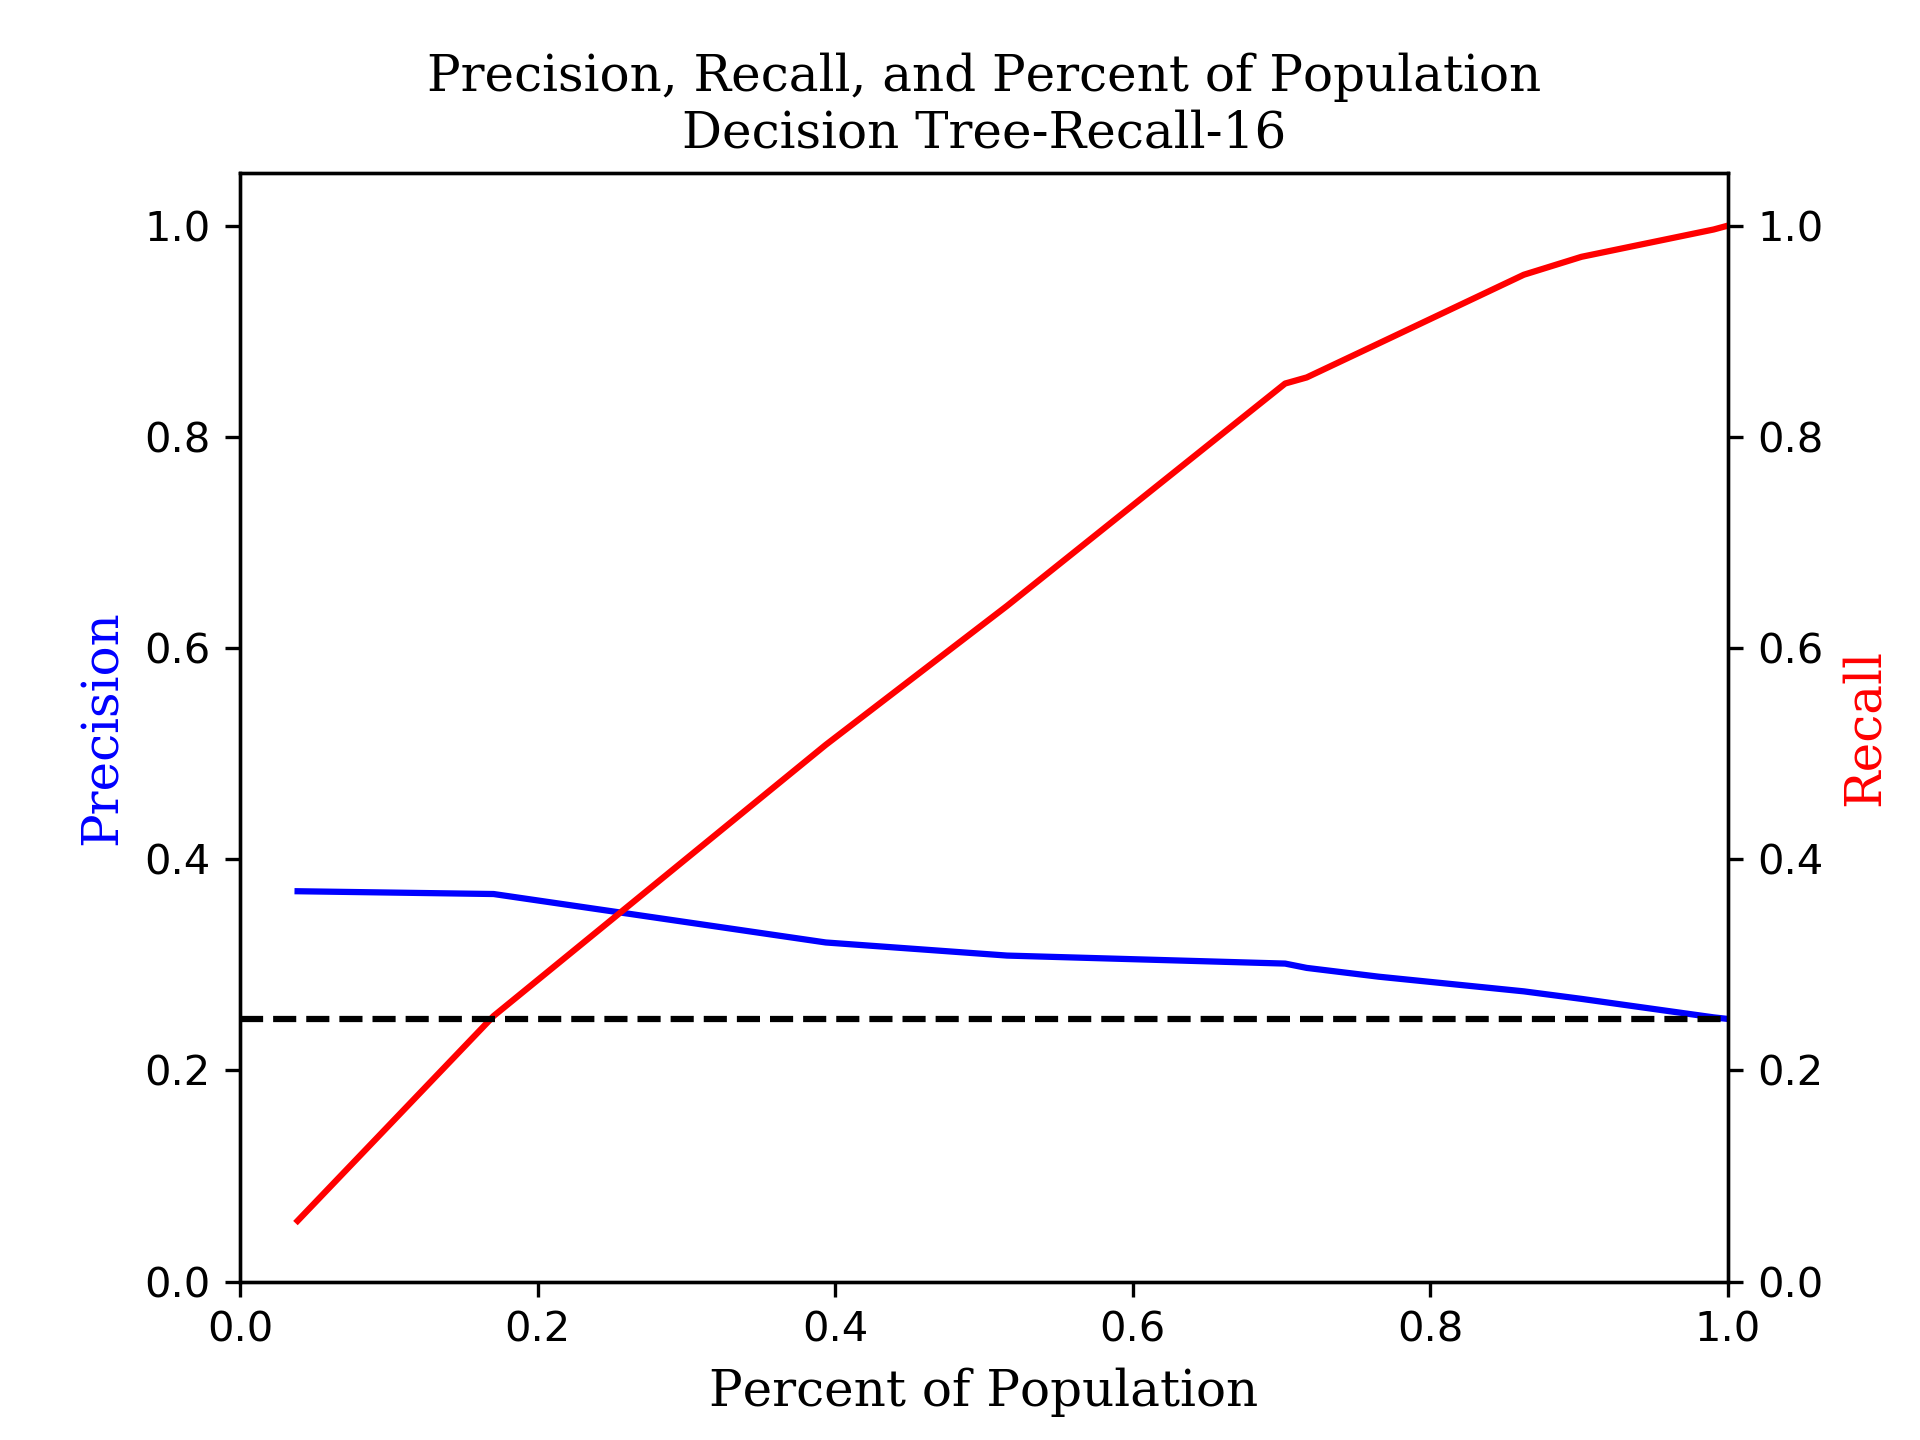 Precision, Recall, and Percent of Population
Decision Tree-Recall-16
1.0
0.8
0.6
0.4
0.2
0.0
Precision
1.0
0.8
0.6
0.4
0.2
0.0
Recall
0.0 0.2 0.4 0.6 0.8 1.0
Percent of Population